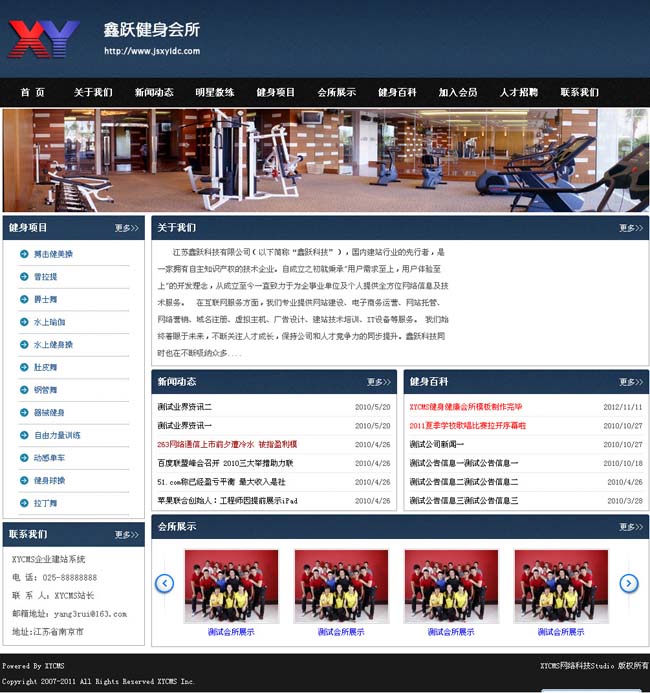 XY
鑫跃健身会所
http://www.jsxyidc.com
首 页 关于我们 新闻动态 明星教练 健身项目 会所展示 健身百科 加入会员 人才招聘 联系我们
健身项目 更多>>
搏击健美操
普拉提
爵士舞
水上瑜伽
水上健身操
肚皮舞
钢管舞
器械健身
自由力量训练
动感单车
健身球操
拉丁舞
联系我们 更多>>
XYCMS企业建站系统
电 话: 025-88888888
联 系 人: XYCMS站长
邮箱地址: yang3rui@163.com
地址:江苏省南京市
关于我们 更多>>
江苏鑫跃科技有限公司(以下简称“鑫跃科技”),国内建站行业的先行者,是
一家拥有自主知识产权的技术企业。自成立之初就秉承"用户需求至上,用户体验至
上"的开发理念,从成立至今一直致力于为企事业单位及个人提供全方位网络信息及技
术服务。 在互联网服务方面,我们专业提供网站建设、电子商务运营、网站托管、
网络营销、域名注册、虚拟主机、广告设计、建站技术培训、IT设备等服务。 我们始
终着眼于未来,不断关注人才成长,保持公司和人才竞争力的同步提升。鑫跃科技同
时也在不断吸纳众多....
新闻动态 更多>>
测试业界资讯二 2010/5/20
测试业界资讯一 2010/5/20
263网络通信上市前夕遭冷水 被指盈利模 2010/4/26
百度联盟峰会召开 2010三大举措助力联 2010/4/26
51.com称已经盈亏平衡 最大收入是社 2010/4/26
苹果联合创始人:工程师因提前展示iPad 2010/4/26
健身百科 更多>>
XYCMS健身健康会所模板制作完毕 2012/11/11
2011夏季学校歌唱比赛拉开序幕啦 2010/10/27
测试公司新闻一 2010/10/27
测试公告信息一测试公告信息一 2010/10/18
测试公告信息二测试公告信息二 2010/4/26
测试公告信息三测试公告信息三 2010/3/28
会所展示 更多>>
测试会所展示 测试会所展示 测试会所展示 测试会所展示
Powered By XYCMS XYCMS网络科技Studio 版权所有
Copyright 2007-2011 All Rights Reserved XYCMS Inc.